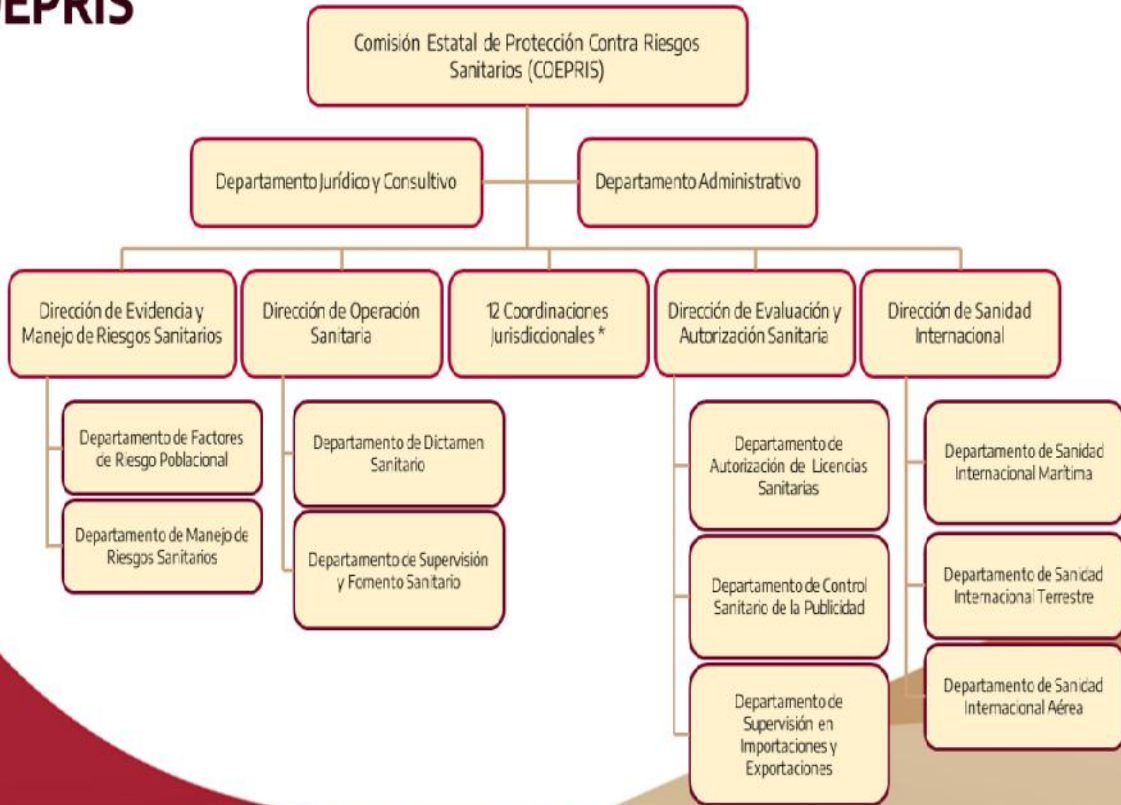 Comisión Estatal de Protección Contra Riesgos
Sanitarios (COEPRIS)
Departamento Jurídico y Consultivo
Departamento Administrativo
Dirección de Evidencia y
Manejo de Riesgos Sanitarios
Dirección de Operación
Sanitaria
12 Coordinaciones
Jurisdiccionales *
Dirección de Evaluación y
Autorización Sanitaria
Dirección de Sanidad
Internacional
Departamento de Factores
de Riesgo Poblacional
Departamento de Manejo de
Riesgos Sanitarios
Departamento de Dictamen
Sanitario
Departamento de Supervisión
y Fomento Sanitario
Departamento de
Autorización de Licencias
Sanitarias
Departamento de Control
Sanitario de la Publicidad
Departamento de
Supervisión en
Importaciones y
Exportaciones
Departamento de Sanidad
Internacional Marítima
Departamento de Sanidad
Internacional Terrestre
Departamento de Sanidad
Internacional Aérea